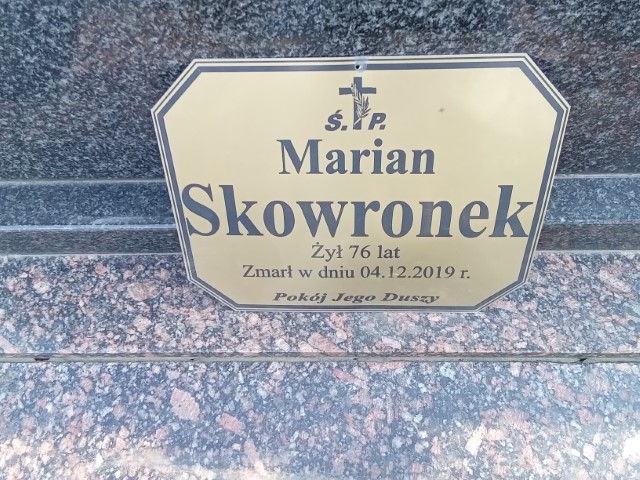 Ś. P.
Marian
Skowronek
Żył 76 lat
Zmarł w dniu 04.12.2019 r.
Pokój Jego Duszy